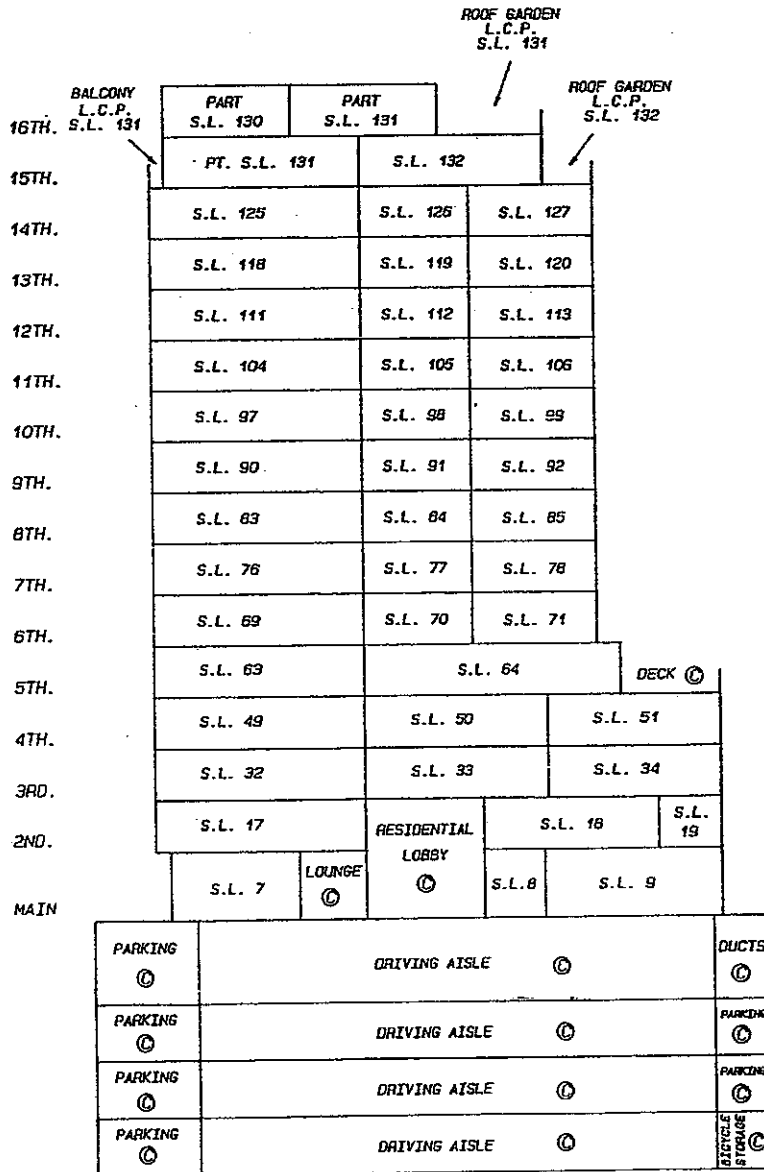 ROOF GARDEN
L.C.P.
S.L. 131
BALCONY
L.C.P.
S.L. 131
ROOF GARDEN
L.C.P.
S.L. 132
16TH.
PART
S.L. 130
PART
S.L. 131
15TH.
PT. S.L. 131
S.L. 132
14TH.
S.L. 125
S.L. 126
S.L. 127
13TH.
S.L. 118
S.L. 119
S.L. 120
12TH.
S.L. 111
S.L. 112
S.L. 113
11TH.
S.L. 104
S.L. 105
S.L. 106
10TH.
S.L. 97
S.L. 98
S.L. 99
9TH.
S.L. 90
S.L. 91
S.L. 92
8TH.
S.L. 83
S.L. 84
S.L. 85
7TH.
S.L. 76
S.L. 77
S.L. 78
6TH.
S.L. 69
S.L. 70
S.L. 71
5TH.
S.L. 63
S.L. 64
DECK ©
4TH.
S.L. 49
S.L. 50
S.L. 51
3RD.
S.L. 32
S.L. 33
S.L. 34
2ND.
S.L. 17
RESIDENTIAL
LOBBY
©
S.L. 18
S.L.
19
MAIN
S.L. 7
LOUNGE
©
S.L.8
S.L. 9
PARKING
©
DRIVING AISLE ©
DUCTS
©
PARKING
©
DRIVING AISLE ©
PARKING
©
PARKING
©
DRIVING AISLE ©
PARKING
©
PARKING
©
DRIVING AISLE ©
BICYCLE
STORAGE ©